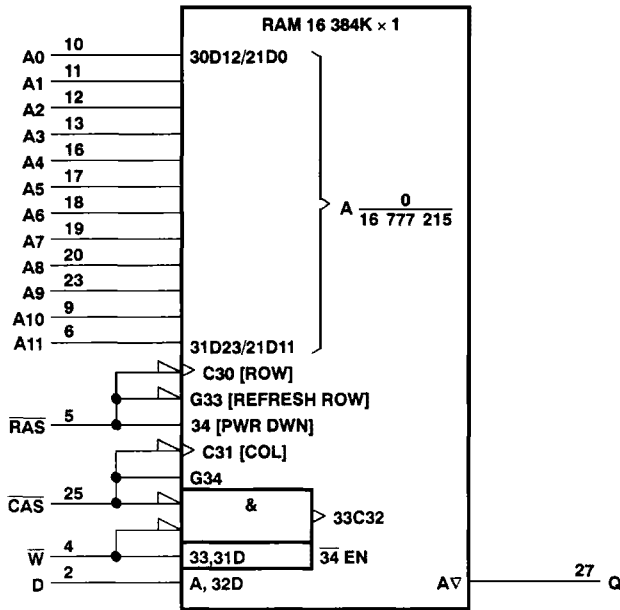 RAM 16 384K × 1
A0 10 30D12/21D0
A1 11
A2 12
A3 13
A4 16
A5 17
A6 18
A 0
16 777 215
A7 19
A8 20
A9 23
A10 9
A11 6 31D23/21D11
C30 [ROW]
G33 [REFRESH ROW]
RAS 5 34 [PWR DWN]
C31 [COL]
G34
CAS 25 & 33C32
W 4 33,31D 34 EN
D 2 A, 32D A∇ 27 Q